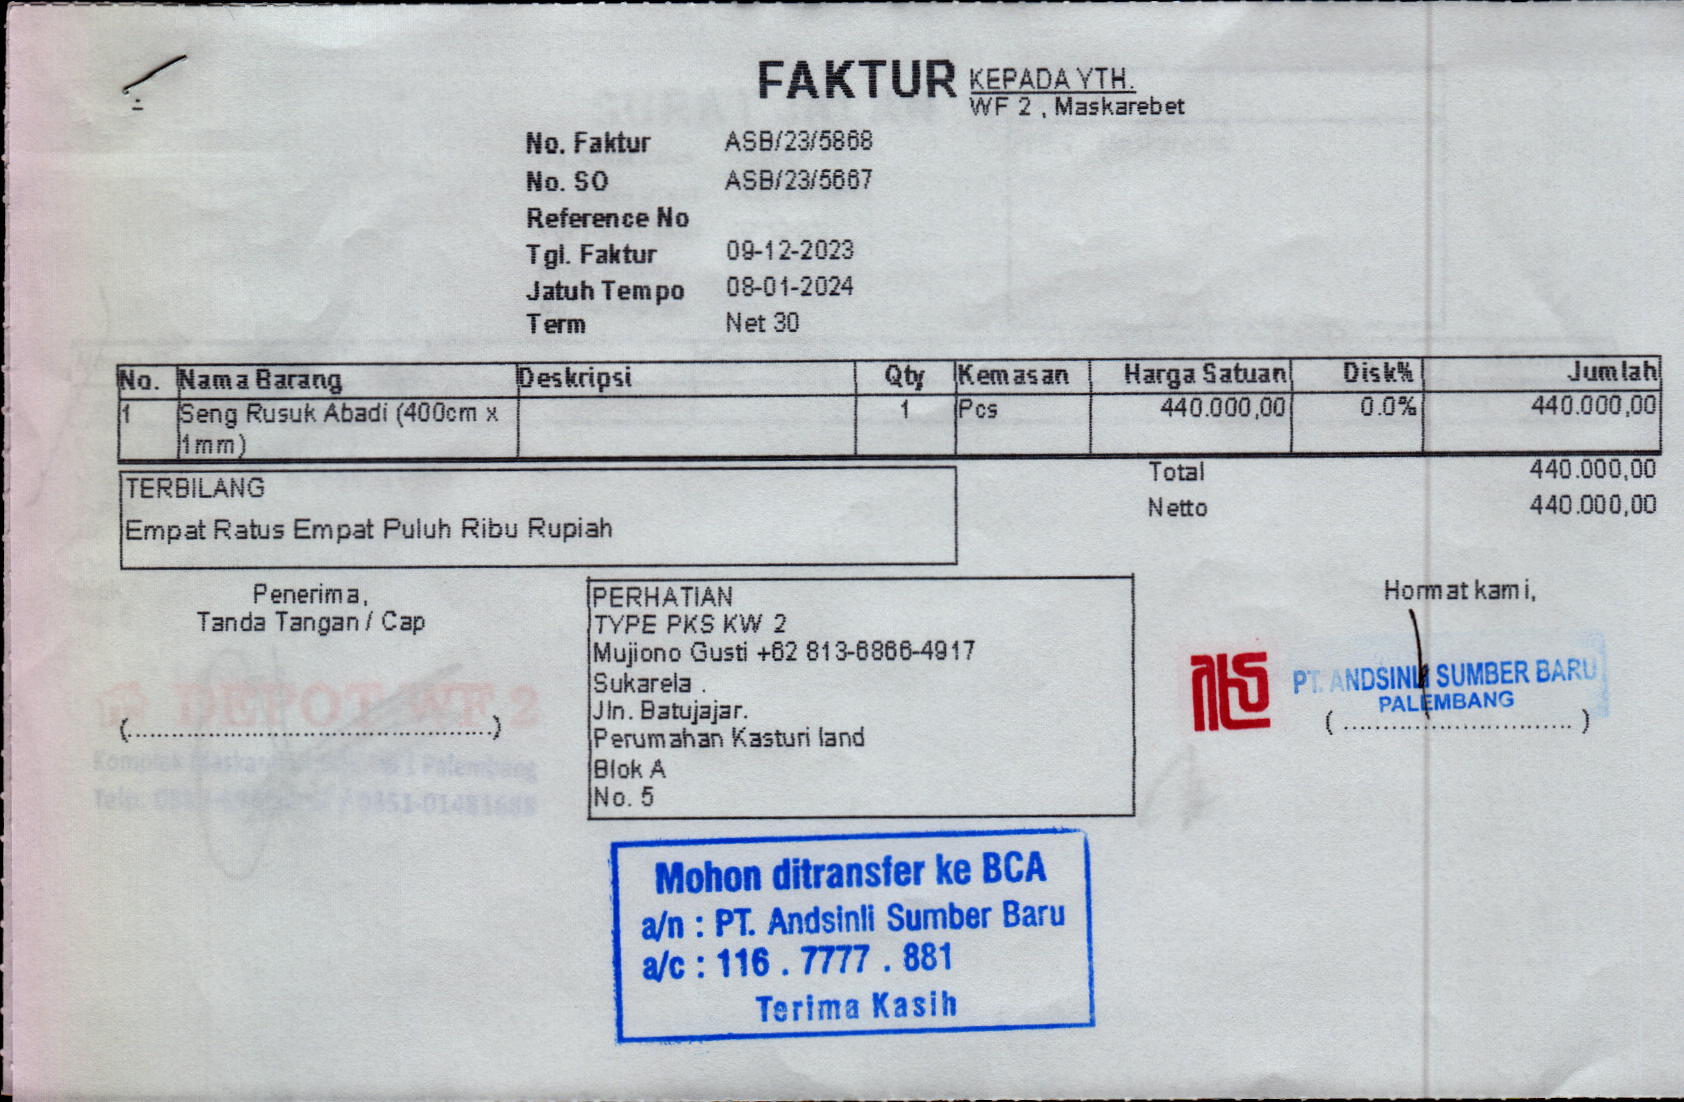 FAKTUR
KEPADA YTH.
WF 2 , Maskarebet
No. Faktur ASB/23/5868
No. SO ASB/23/5667
Reference No
Tgl. Faktur 09-12-2023
Jatuh Tempo 08-01-2024
Term Net 30
No. Nama Barang Deskripsi Qty Kemasan Harga Satuan Disk% Jumlah
1 Seng Rusuk Abadi (400cm x 1 Pcs 440.000,00 0.0% 440.000,00
1mm)
Total 440.000,00
Netto 440.000,00
TERBILANG
Empat Ratus Empat Puluh Ribu Rupiah
Penerima,
Tanda Tangan / Cap
DEPOT WF 2
(..........................................)
PERHATIAN
TYPE PKS KW 2
Mujiono Gusti +62 813-6866-4917
Sukarela .
Jln. Batujajar.
Perumahan Kasturi land
Blok A
No. 5
Hormat kami,
PT. ANDSINLI SUMBER BARU
PALEMBANG
(..........................)
Mohon ditransfer ke BCA
a/n : PT. Andsinli Sumber Baru
a/c : 116 . 7777 . 881
Terima Kasih